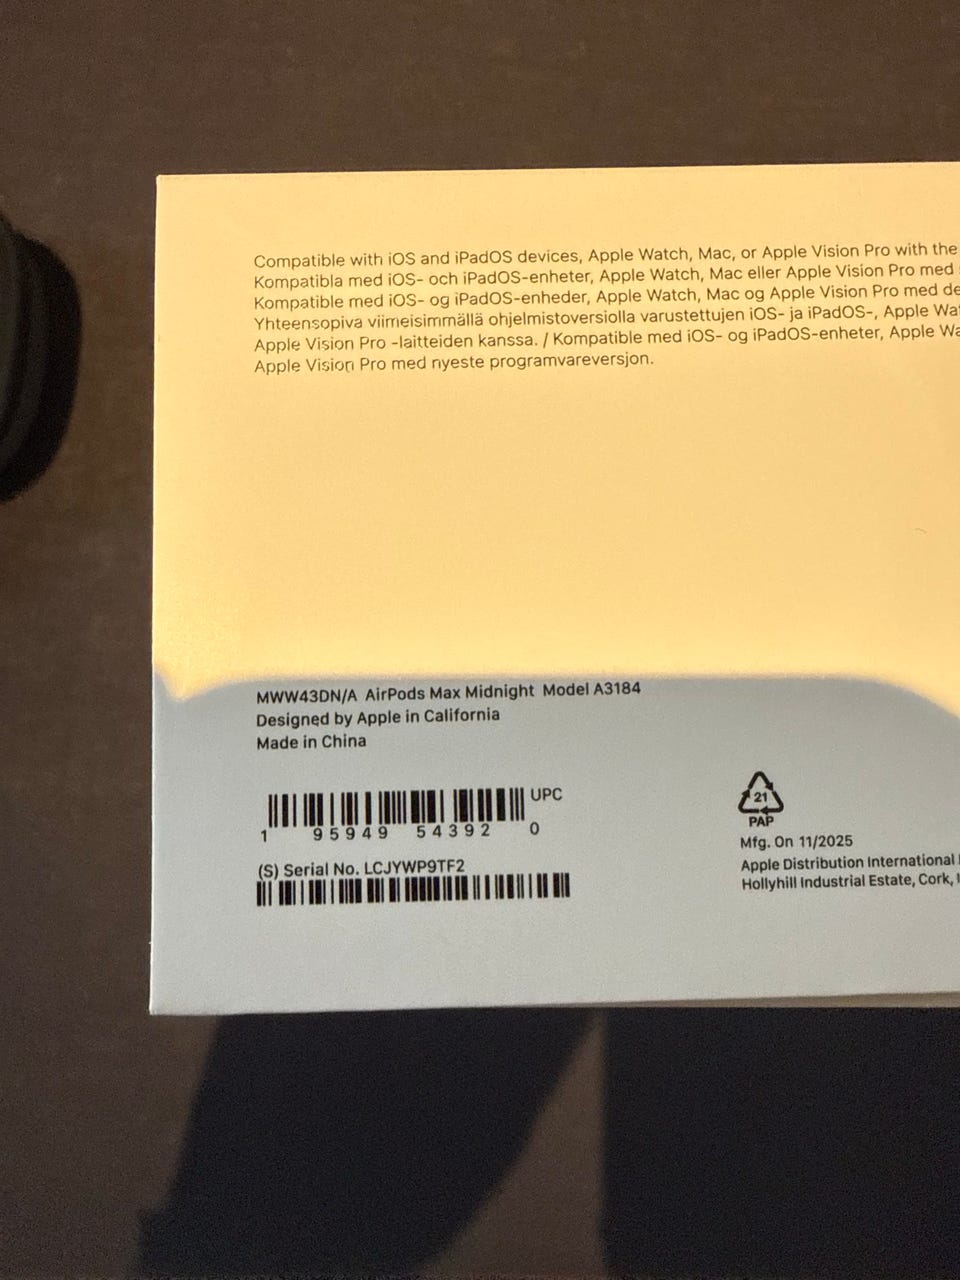 Compatible with iOS and iPadOS devices, Apple Watch, Mac, or Apple Vision Pro with the
Kompatibla med iOS- och iPadOS-enheter, Apple Watch, Mac eller Apple Vision Pro med
Kompatible med iOS- og iPadOS-enheder, Apple Watch, Mac og Apple Vision Pro med de
Yhteensopiva viimeisimmällä ohjelmistoversiolla varustettujen iOS- ja iPadOS-, Apple Wa
Apple Vision Pro -laitteiden kanssa. / Kompatible med iOS- og iPadOS-enheter, Apple Wa
Apple Vision Pro med nyeste programvareversjon.
MWW43DN/A AirPods Max Midnight Model A3184
Designed by Apple in California
Made in China
UPC
1 95949 54392 0
(S) Serial No. LCJYWP9TF2
21
PAP
Mfg. On 11/2025
Apple Distribution International
Hollyhill Industrial Estate, Cork,